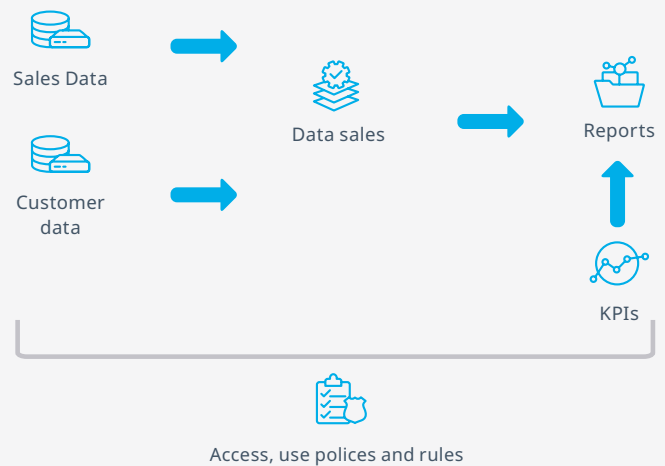 Sales Data
Data sales
Reports
Customer
data
KPIs
Access, use polices and rules